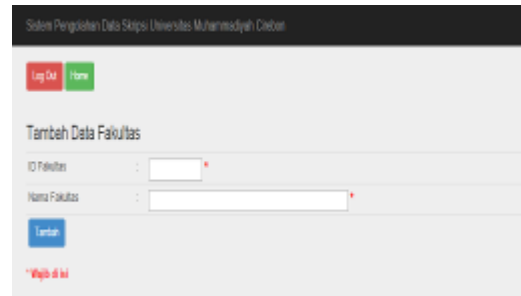 Sistem Pengolahan Data Skripsi Universitas Muhammadiyah Cirebon
Log Out Home
Tambah Data Fakultas
ID Fakultas : *
Nama Fakultas : *
Tambah
* Wajib di isi